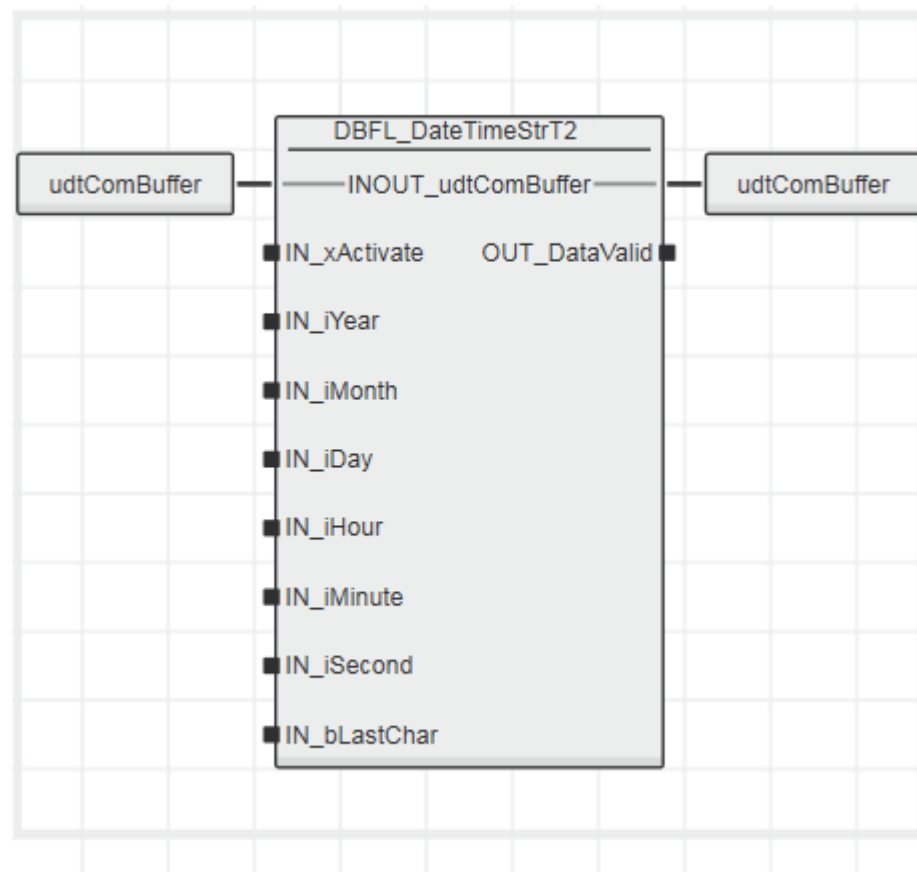 DBFL_DateTimeStrT2
udtComBuffer INOUT_udtComBuffer udtComBuffer
IN_xActivate OUT_DataValid
IN_iYear
IN_iMonth
IN_iDay
IN_iHour
IN_iMinute
IN_iSecond
IN_bLastChar